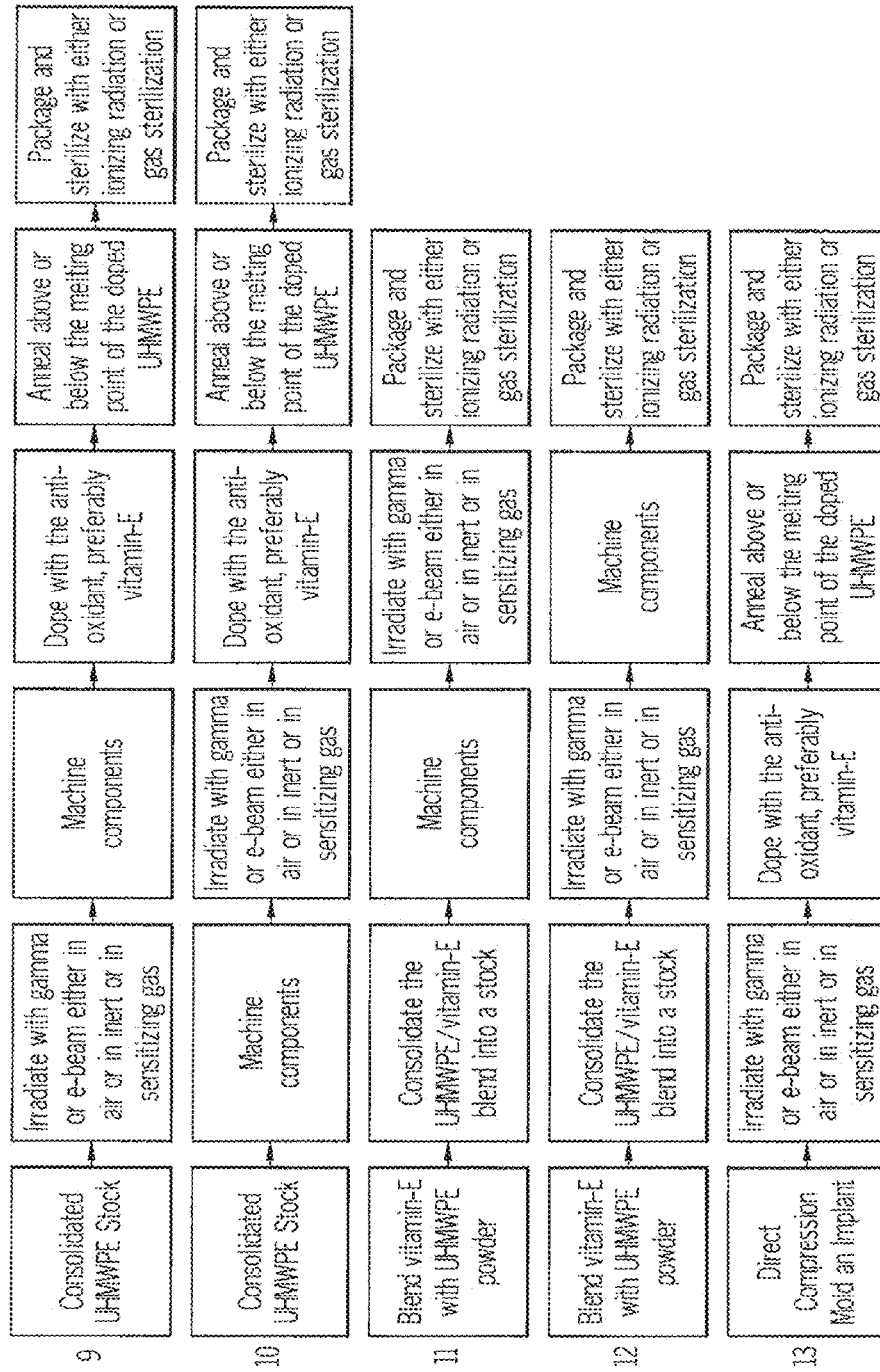 9
Consolidated
UHMWPE Stock
Irradiate with gamma
or e-beam either in
air or in inert or in
sensitizing gas
Machine
components
Dope with the anti-
oxidant, preferably
vitamin-E
Anneal above or
below the melting
point of the doped
UHMWPE
Package and
sterilize with either
ionizing radiation or
gas sterilization
10
Consolidated
UHMWPE Stock
Machine
components
Irradiate with gamma
or e-beam either in
air or in inert or in
sensitizing gas
Dope with the anti-
oxidant, preferably
vitamin-E
Anneal above or
below the melting
point of the doped
UHMWPE
Package and
sterilize with either
ionizing radiation or
gas sterilization
11
Blend vitamin-E
with UHMWPE
powder
Consolidate the
UHMWPE/vitamin-E
blend into a stock
Machine
components
Irradiate with gamma
or e-beam either in
air or in inert or in
sensitizing gas
Package and
sterilize with either
ionizing radiation or
gas sterilization
12
Blend vitamin-E
with UHMWPE
powder
Consolidate the
UHMWPE/vitamin-E
blend into a stock
Irradiate with gamma
or e-beam either in
air or in inert or in
sensitizing gas
Machine
components
Package and
sterilize with either
ionizing radiation or
gas sterilization
13
Direct
Compression
Mold an Implant
Irradiate with gamma
or e-beam either in
air or in inert or in
sensitizing gas
Dope with the anti-
oxidant, preferably
vitamin-E
Anneal above or
below the melting
point of the doped
UHMWPE
Package and
sterilize with either
ionizing radiation or
gas sterilization